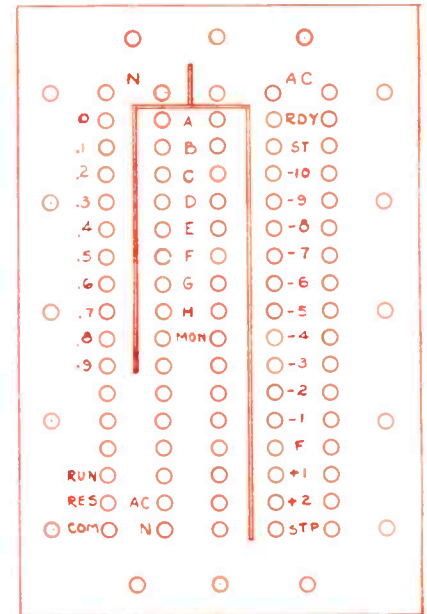 N AC
0 A RDY
.1 B ST
.2 C -10
.3 D -9
.4 E -8
.5 F -7
.6 G -6
.7 H -5
.8 MON -4
.9 -3
-2
-1
RUN F
+1
RES AC +2
COM N STP